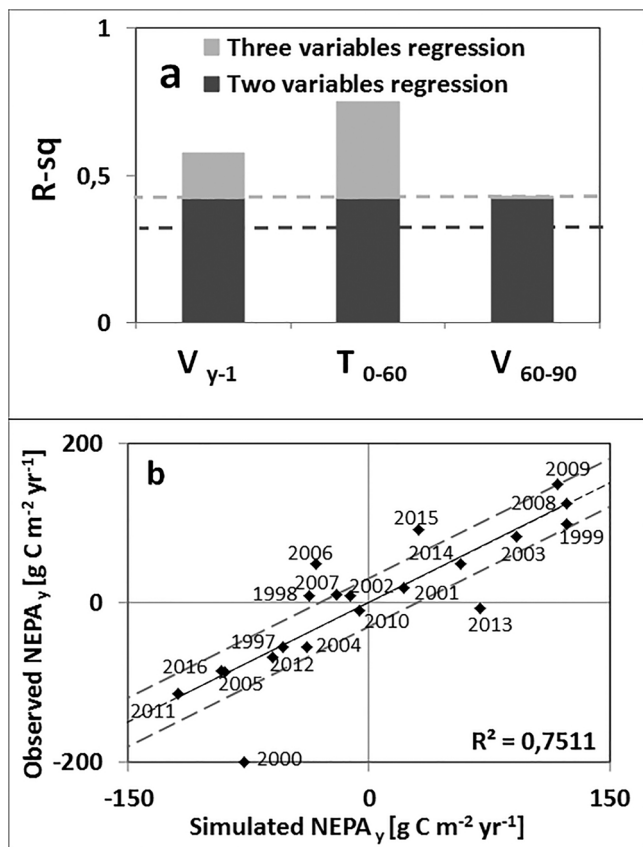 1
a
Three variables regression
Two variables regression
R-sq
0,5
0
V y-1
T 0-60
V 60-90
200
b
2009
2008
2015
1999
2006
2014
2003
2007
2002
1998
2001
0
2010
2013
1997
2004
2016
2012
2005
2011
2000
R² = 0,7511
-200
-150
0
150
Observed NEPAy [g C m-2 yr-1]
Simulated NEPAy [g C m-2 yr-1]